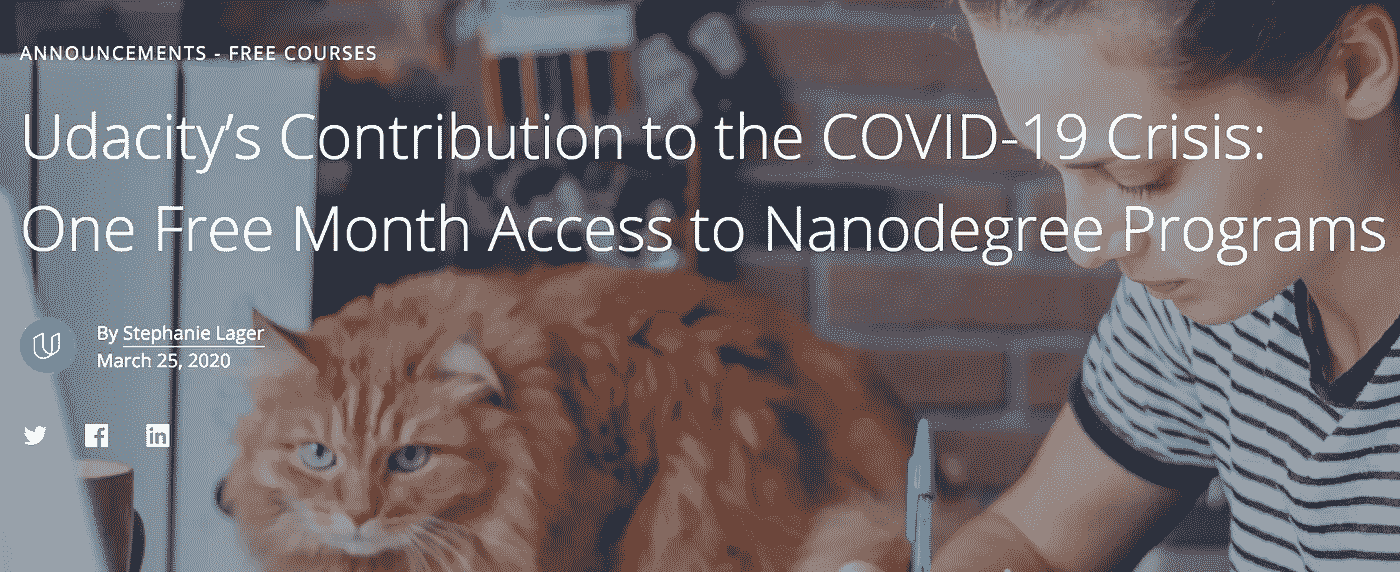 ANNOUNCEMENTS - FREE COURSES
Udacity’s Contribution to the COVID-19 Crisis:
One Free Month Access to Nanodegree Programs
By Stephanie Lager
March 25, 2020